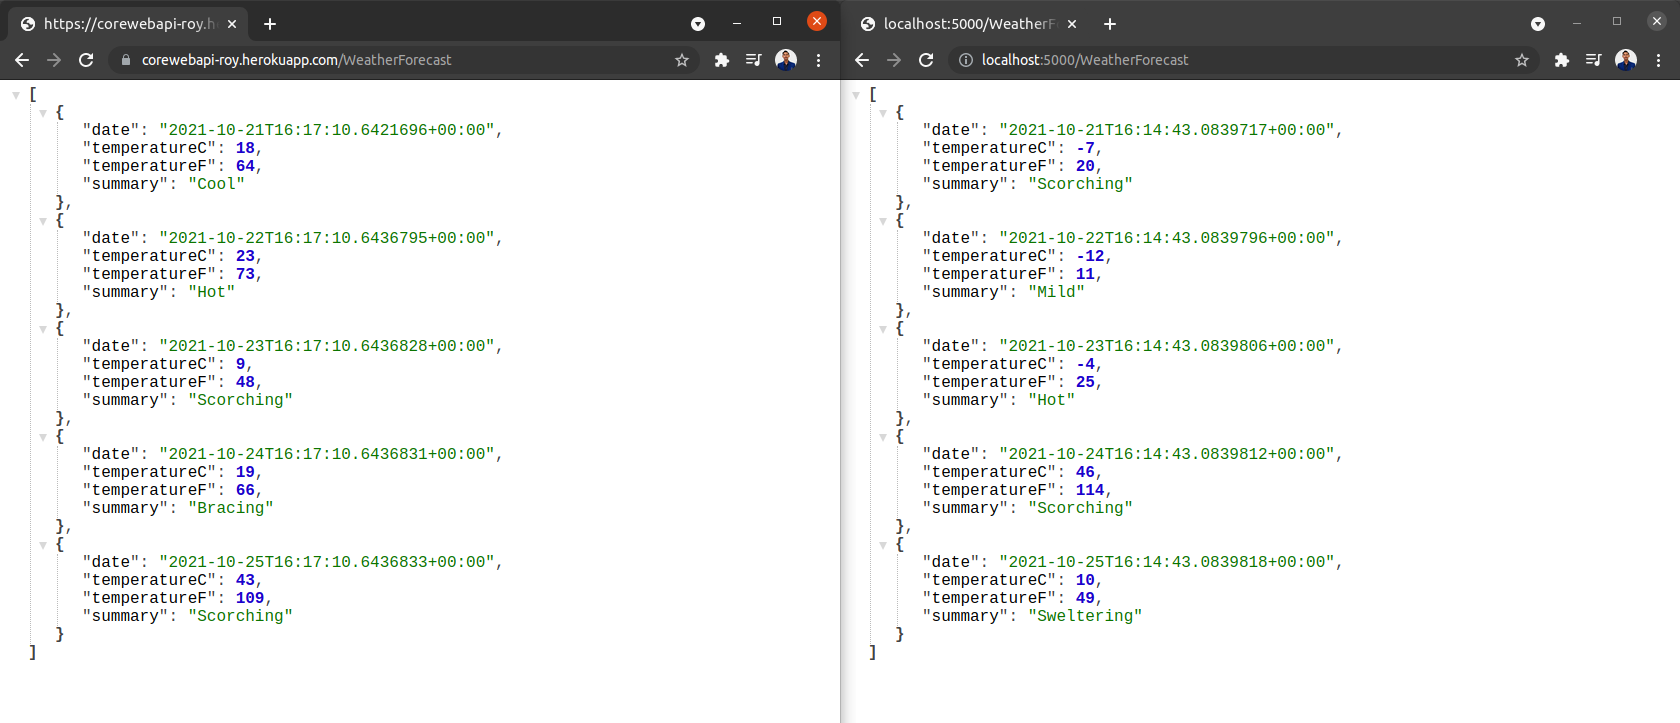 https://corewebapi-roy.h
corewebapi-roy.herokuapp.com/WeatherForecast
[
{
"date": "2021-10-21T16:17:10.6421696+00:00",
"temperatureC": 18,
"temperatureF": 64,
"summary": "Cool"
},
{
"date": "2021-10-22T16:17:10.6436795+00:00",
"temperatureC": 23,
"temperatureF": 73,
"summary": "Hot"
},
{
"date": "2021-10-23T16:17:10.6436828+00:00",
"temperatureC": 9,
"temperatureF": 48,
"summary": "Scorching"
},
{
"date": "2021-10-24T16:17:10.6436831+00:00",
"temperatureC": 19,
"temperatureF": 66,
"summary": "Bracing"
},
{
"date": "2021-10-25T16:17:10.6436833+00:00",
"temperatureC": 43,
"temperatureF": 109,
"summary": "Scorching"
}
]
localhost:5000/WeatherF
localhost:5000/WeatherForecast
[
{
"date": "2021-10-21T16:14:43.0839717+00:00",
"temperatureC": -7,
"temperatureF": 20,
"summary": "Scorching"
},
{
"date": "2021-10-22T16:14:43.0839796+00:00",
"temperatureC": -12,
"temperatureF": 11,
"summary": "Mild"
},
{
"date": "2021-10-23T16:14:43.0839806+00:00",
"temperatureC": -4,
"temperatureF": 25,
"summary": "Hot"
},
{
"date": "2021-10-24T16:14:43.0839812+00:00",
"temperatureC": 46,
"temperatureF": 114,
"summary": "Scorching"
},
{
"date": "2021-10-25T16:14:43.0839818+00:00",
"temperatureC": 10,
"temperatureF": 49,
"summary": "Sweltering"
}
]